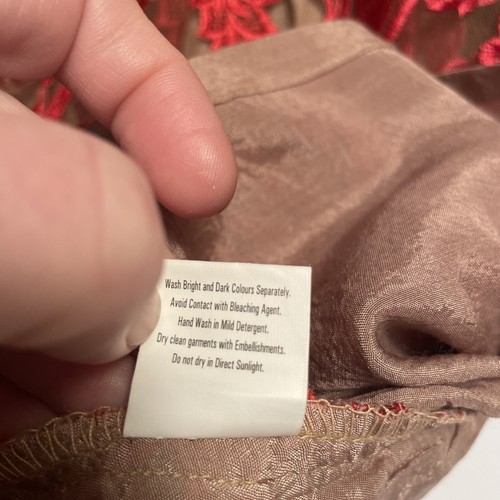 Wash Bright and Dark Colours Separately.
Avoid Contact with Bleaching Agent.
Hand Wash in Mild Detergent.
Dry clean garments with Embellishments.
Do not dry in Direct Sunlight.